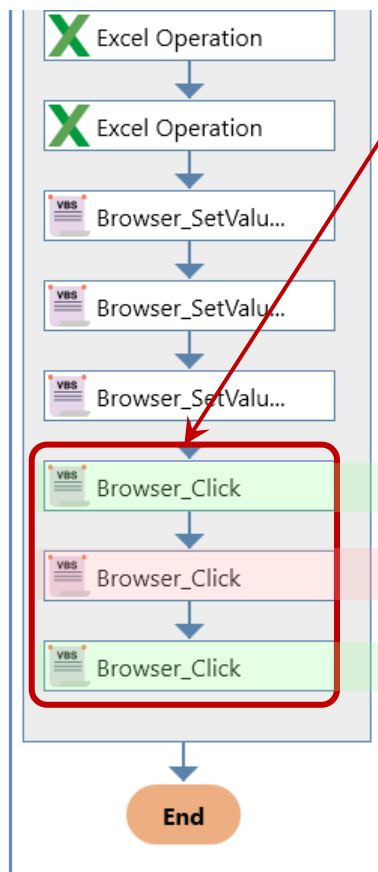 Excel Operation
Excel Operation
VBS
Browser_SetValu...
VBS
Browser_SetValu...
VBS
Browser_SetValu...
VBS
Browser_Click
VBS
Browser_Click
VBS
Browser_Click
End